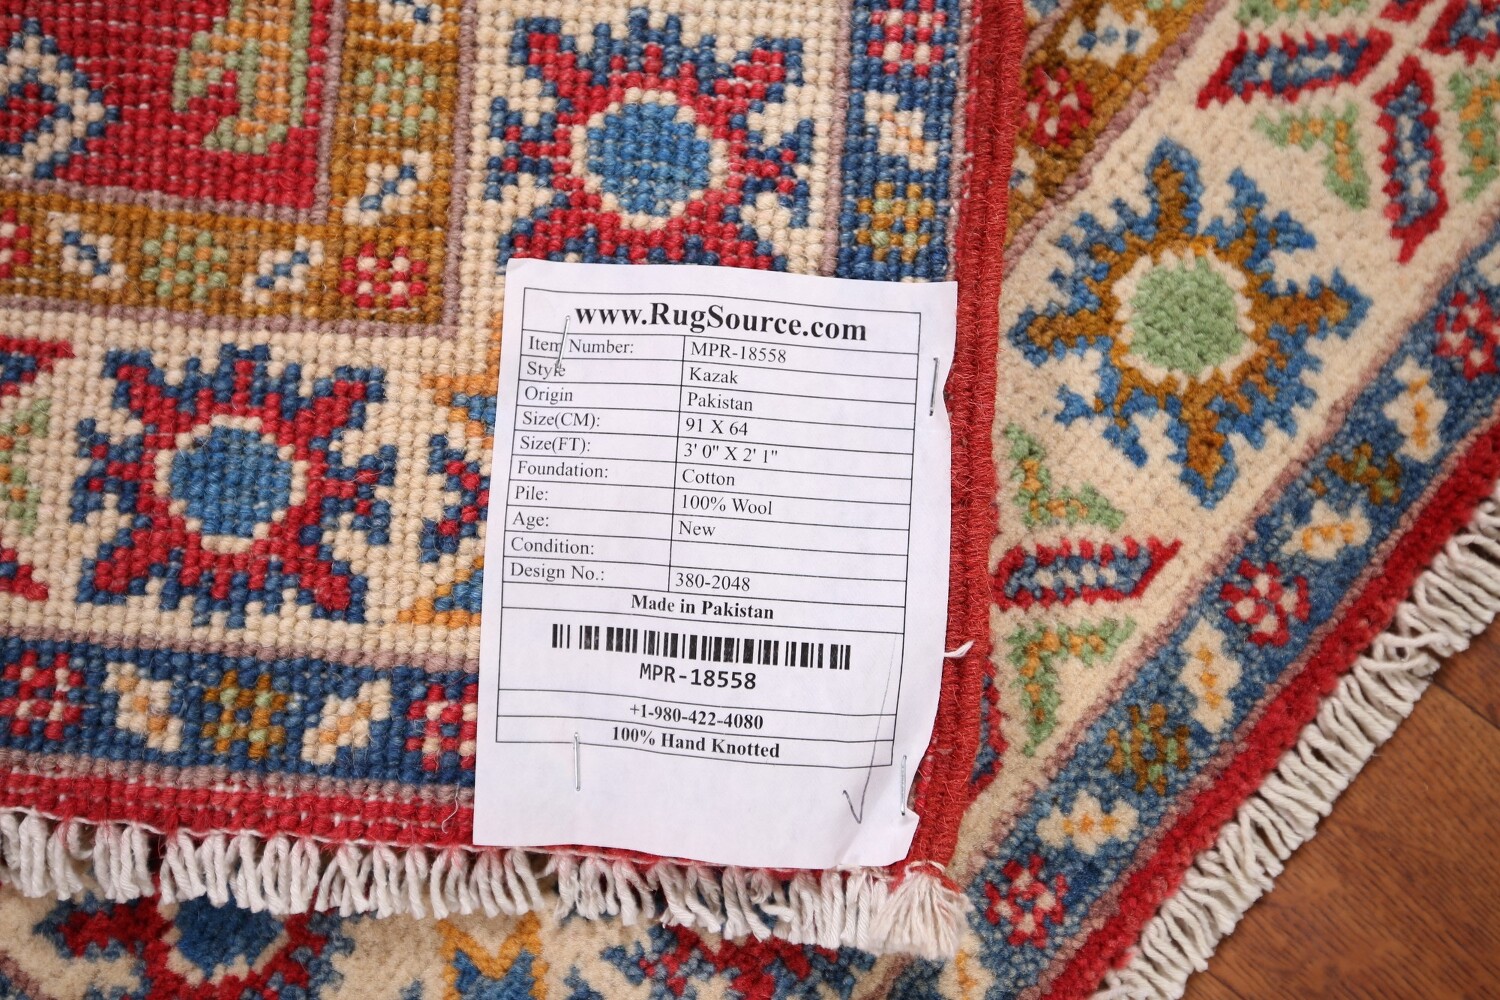 www.RugSource.com
Item Number: MPR-18558
Style Kazak
Origin Pakistan
Size(CM): 91 X 64
Size(FT): 3' 0" X 2' 1"
Foundation: Cotton
Pile: 100% Wool
Age: New
Condition:
Design No.: 380-2048
Made in Pakistan
MPR-18558
+1-980-422-4080
100% Hand Knotted